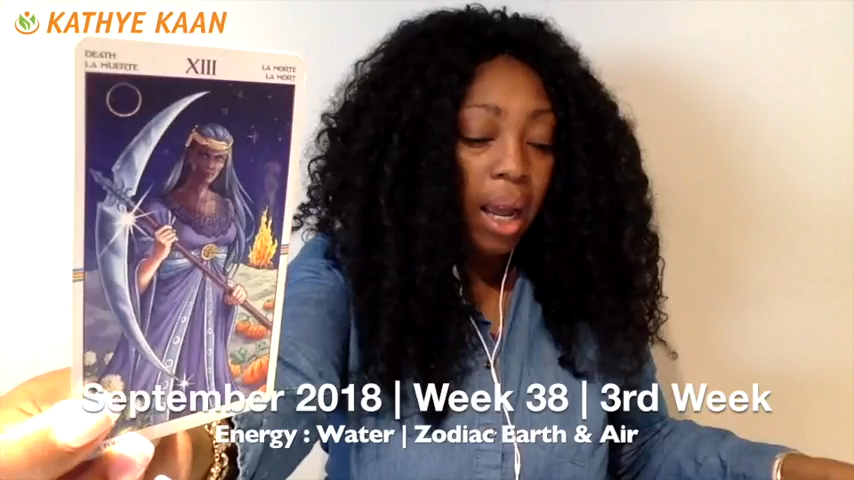 KATHYE KAAN
DEATH
LA MUERTE
XIII
LA MORTE
LA MORT
September 2018 | Week 38 | 3rd Week
Energy : Water | Zodiac Earth & Air